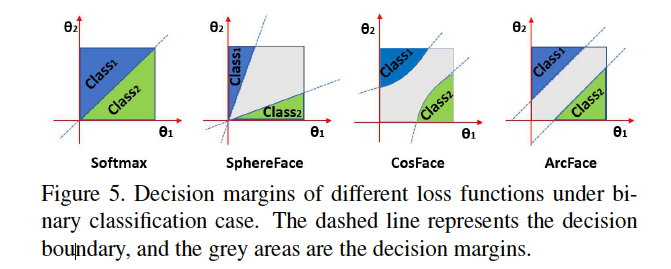 θ2 θ2 θ2 θ2
Class1 Class1 Class1 Class1
Class2 Class2 Class2 Class2
θ1 θ1 θ1 θ1
Softmax SphereFace CosFace ArcFace
Figure 5. Decision margins of different loss functions under bi-
nary classification case. The dashed line represents the decision
boundary, and the grey areas are the decision margins.